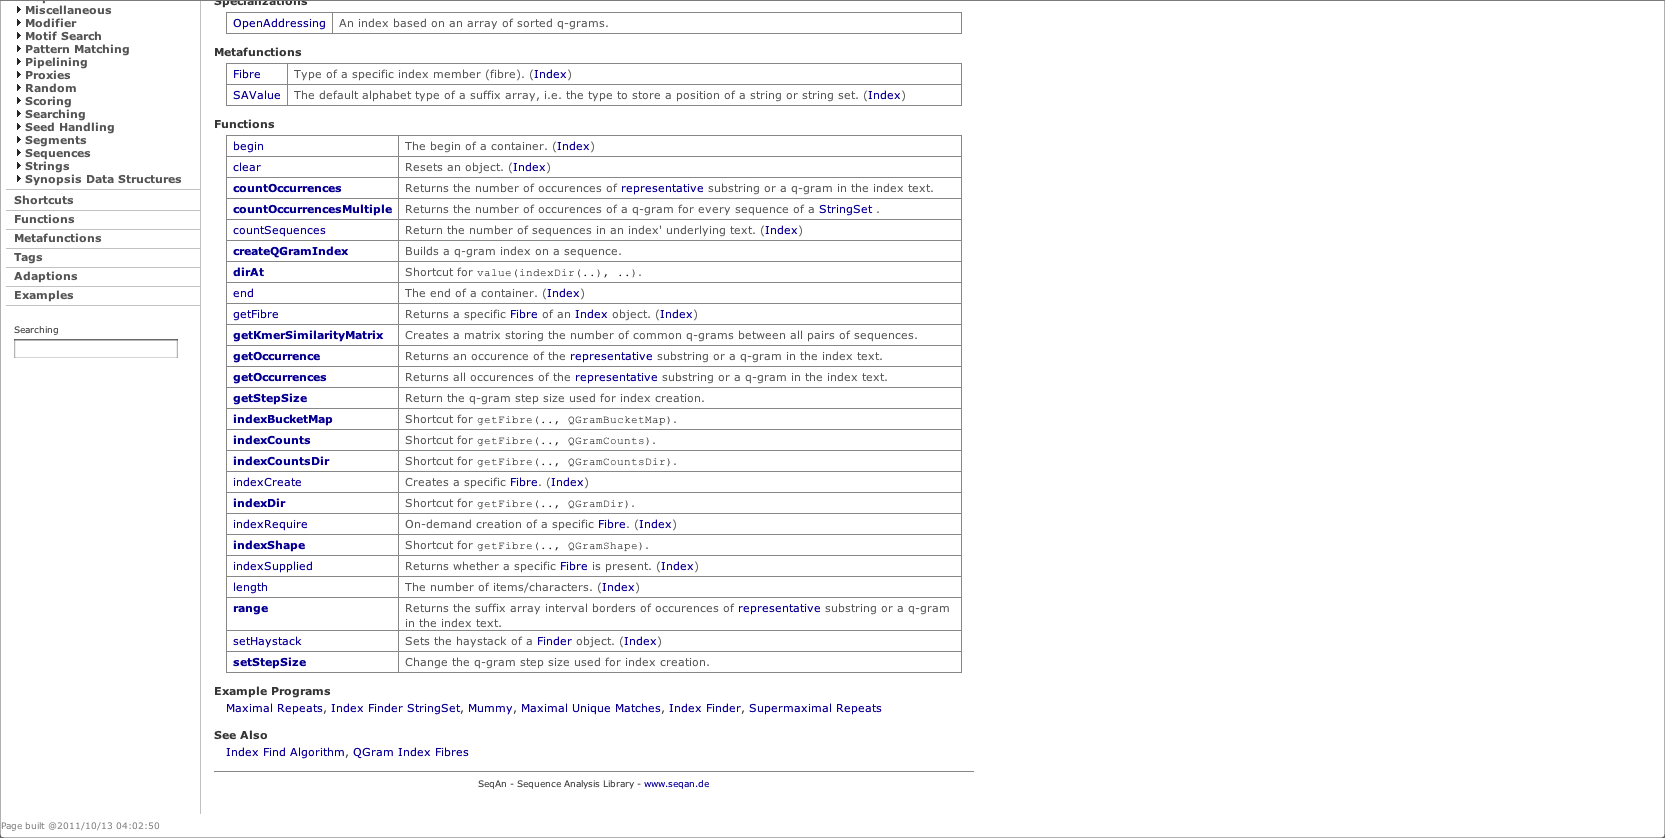 Miscellaneous
Modifier
Motif Search
Pattern Matching
Pipelining
Proxies
Random
Scoring
Searching
Seed Handling
Segments
Sequences
Strings
Synopsis Data Structures
Shortcuts
Functions
Metafunctions
Tags
Adaptions
Examples
Searching
Specializations
OpenAddressing An index based on an array of sorted q-grams.
Metafunctions
Fibre Type of a specific index member (fibre). (Index)
SAValue The default alphabet type of a suffix array, i.e. the type to store a position of a string or string set. (Index)
Functions
begin The begin of a container. (Index)
clear Resets an object. (Index)
countOccurrences Returns the number of occurences of representative substring or a q-gram in the index text.
countOccurrencesMultiple Returns the number of occurences of a q-gram for every sequence of a StringSet .
countSequences Return the number of sequences in an index' underlying text. (Index)
createQGramIndex Builds a q-gram index on a sequence.
dirAt Shortcut for value(indexDir(..), ..).
end The end of a container. (Index)
getFibre Returns a specific Fibre of an Index object. (Index)
getKmerSimilarityMatrix Creates a matrix storing the number of common q-grams between all pairs of sequences.
getOccurrence Returns an occurence of the representative substring or a q-gram in the index text.
getOccurrences Returns all occurences of the representative substring or a q-gram in the index text.
getStepSize Return the q-gram step size used for index creation.
indexBucketMap Shortcut for getFibre(.., QGramBucketMap).
indexCounts Shortcut for getFibre(.., QGramCounts).
indexCountsDir Shortcut for getFibre(.., QGramCountsDir).
indexCreate Creates a specific Fibre. (Index)
indexDir Shortcut for getFibre(.., QGramDir).
indexRequire On-demand creation of a specific Fibre. (Index)
indexShape Shortcut for getFibre(.., QGramShape).
indexSupplied Returns whether a specific Fibre is present. (Index)
length The number of items/characters. (Index)
range Returns the suffix array interval borders of occurences of representative substring or a q-gram
in the index text.
setHaystack Sets the haystack of a Finder object. (Index)
setStepSize Change the q-gram step size used for index creation.
Example Programs
Maximal Repeats, Index Finder StringSet, Mummy, Maximal Unique Matches, Index Finder, Supermaximal Repeats
See Also
Index Find Algorithm, QGram Index Fibres
SeqAn - Sequence Analysis Library - www.seqan.de
Page built @2011/10/13 04:02:50